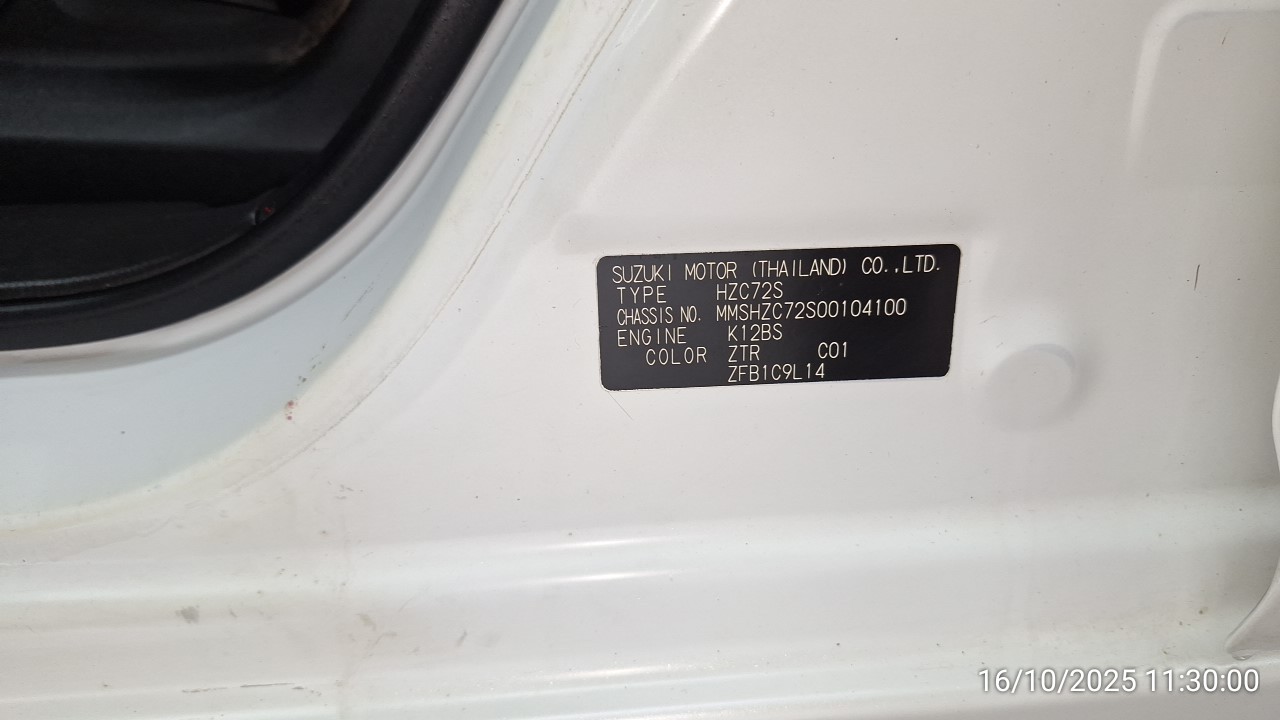 SUZUKI MOTOR (THAILAND) CO.,LTD.
TYPE HZC72S
CHASSIS NO. MMSHZC72S00104100
ENGINE K12BS
COLOR ZTR C01
ZFB1C9L14
16/10/2025 11:30:00